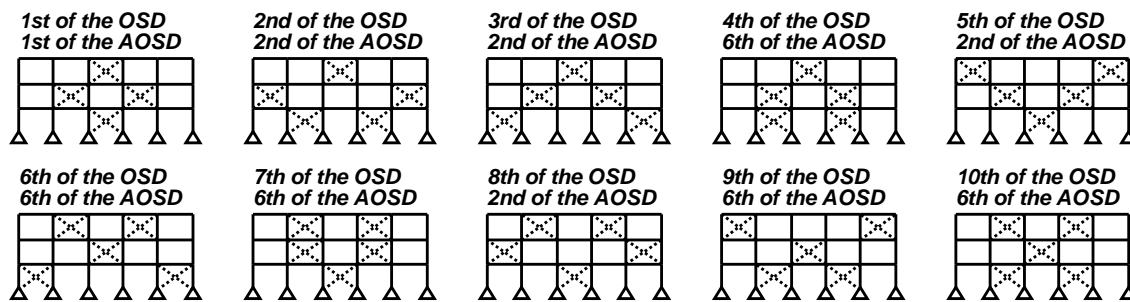 1st of the OSD
1st of the AOSD
2nd of the OSD
2nd of the AOSD
3rd of the OSD
2nd of the AOSD
4th of the OSD
6th of the AOSD
5th of the OSD
2nd of the AOSD
6th of the OSD
6th of the AOSD
7th of the OSD
6th of the AOSD
8th of the OSD
2nd of the AOSD
9th of the OSD
6th of the AOSD
10th of the OSD
6th of the AOSD